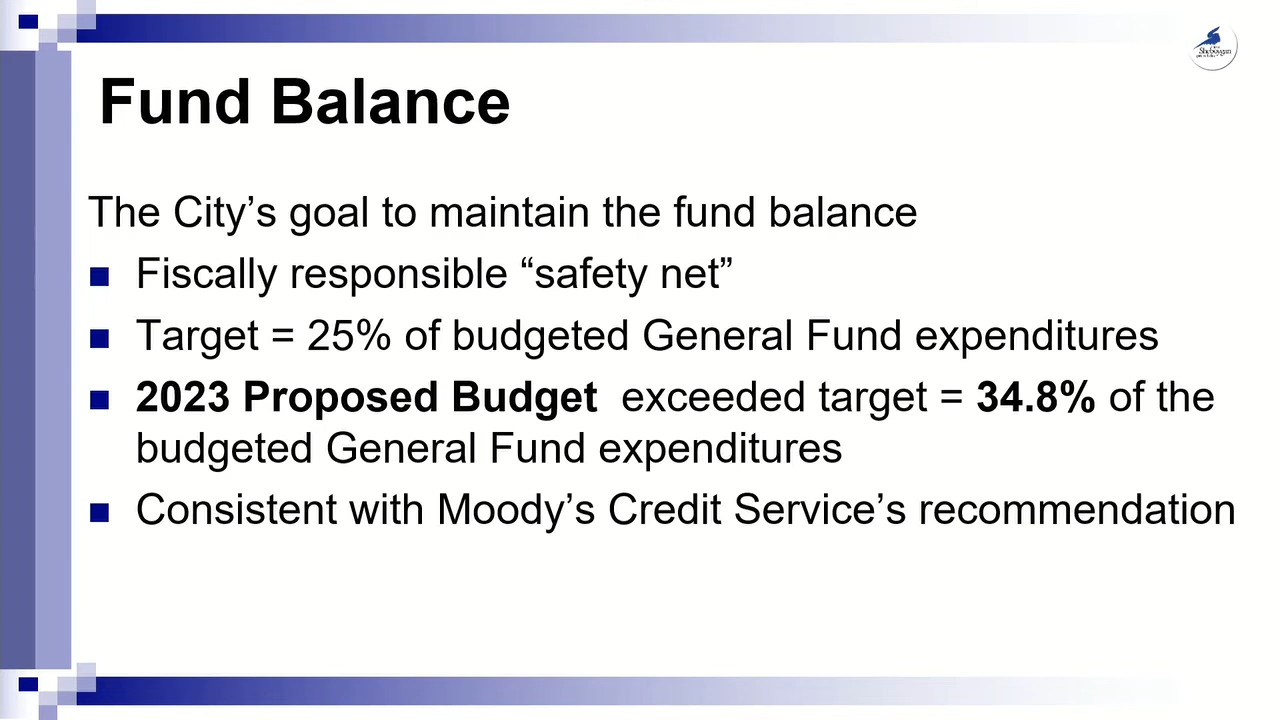 Sheboygan
Fund Balance
The City’s goal to maintain the fund balance
Fiscally responsible “safety net”
Target = 25% of budgeted General Fund expenditures
2023 Proposed Budget exceeded target = 34.8% of the
budgeted General Fund expenditures
Consistent with Moody’s Credit Service’s recommendation